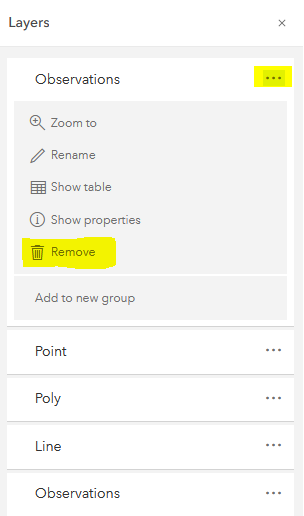 Layers
Observations
Zoom to
Rename
Show table
Show properties
Remove
Add to new group
Point
Poly
Line
Observations